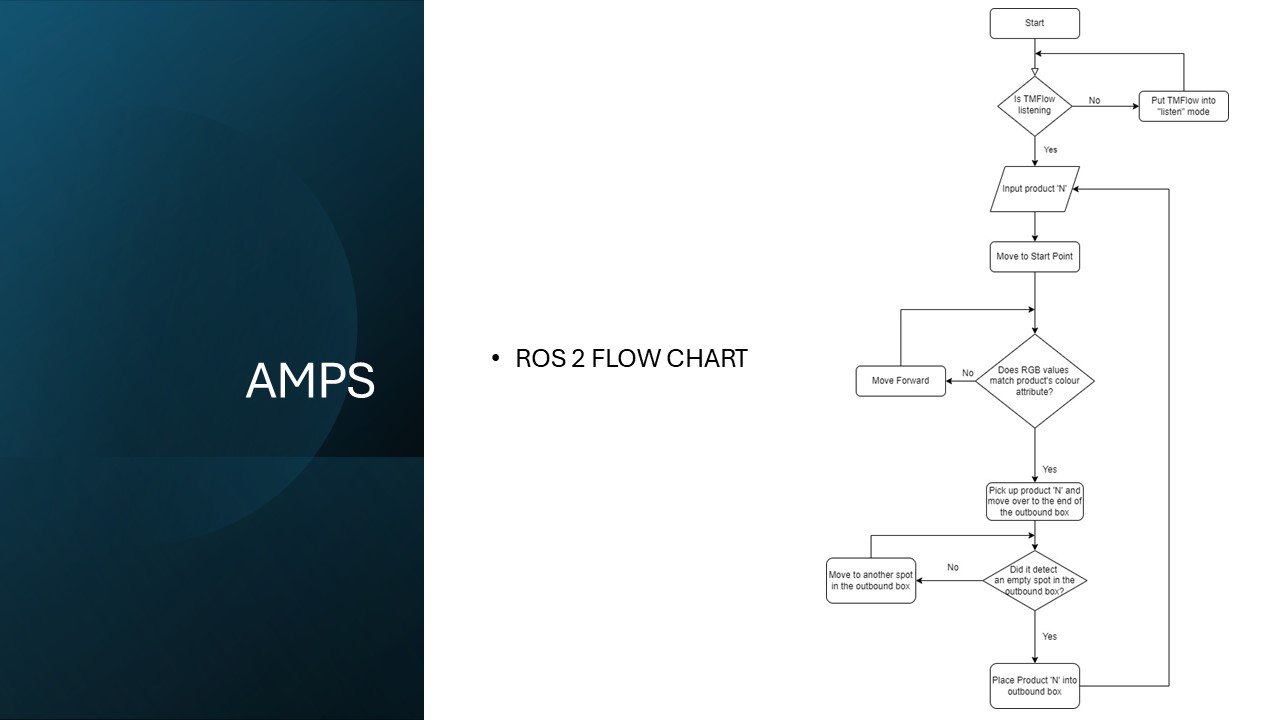 AMPS
• ROS 2 FLOW CHART
Start
Is TMFlow
listening
No
Put TMFlow into
"listen" mode
Yes
Input product 'N'
Move to Start Point
Does RGB values
match product's colour
attribute?
No
Move Forward
Yes
Pick up product 'N' and
move over to the end of
the outbound box
Did it detect
an empty spot in the
outbound box?
No
Move to another spot
in the outbound box
Yes
Place Product 'N' into
outbound box